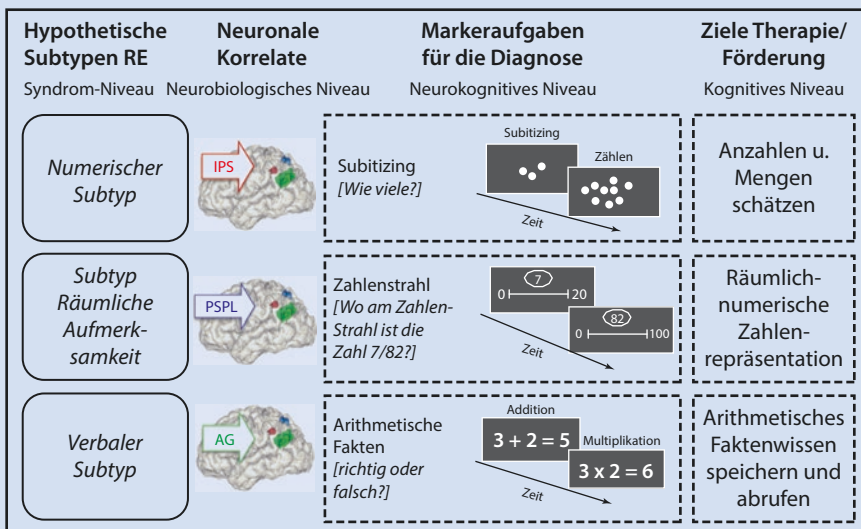 Hypothetische
Subtypen RE
Syndrom-Niveau
Neuronale
Korrelate
Neurobiologisches Niveau
Markeraufgaben
für die Diagnose
Neurokognitives Niveau
Ziele Therapie/
Förderung
Kognitives Niveau
Numerischer
Subtyp
IPS
Subitizing
[Wie viele?]
Subitizing
Zählen
Zeit
Anzahlen u.
Mengen
schätzen
Subtyp
Räumliche
Aufmerk-
samkeit
PSPL
Zahlenstrahl
[Wo am Zahlen-
Strahl ist die
Zahl 7/82?]
7
0 20
82
0 100
Zeit
Räumlich-
numerische
Zahlen-
repräsentation
Verbaler
Subtyp
AG
Arithmetische
Fakten
[richtig oder
falsch?]
Addition
3 + 2 = 5
Multiplikation
3 x 2 = 6
Zeit
Arithmetisches
Faktenwissen
speichern und
abrufen